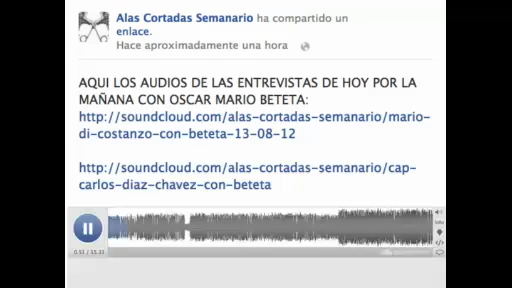 Alas Cortadas Semanario ha compartido un
enlace.
Hace aproximadamente una hora
AQUI LOS AUDIOS DE LAS ENTREVISTAS DE HOY POR LA
MAÑANA CON OSCAR MARIO BETETA:
http://soundcloud.com/alas-cortadas-semanario/mario-
di-costanzo-con-beteta-13-08-12
http://soundcloud.com/alas-cortadas-semanario/cap-
carlos-diaz-chavez-con-beteta